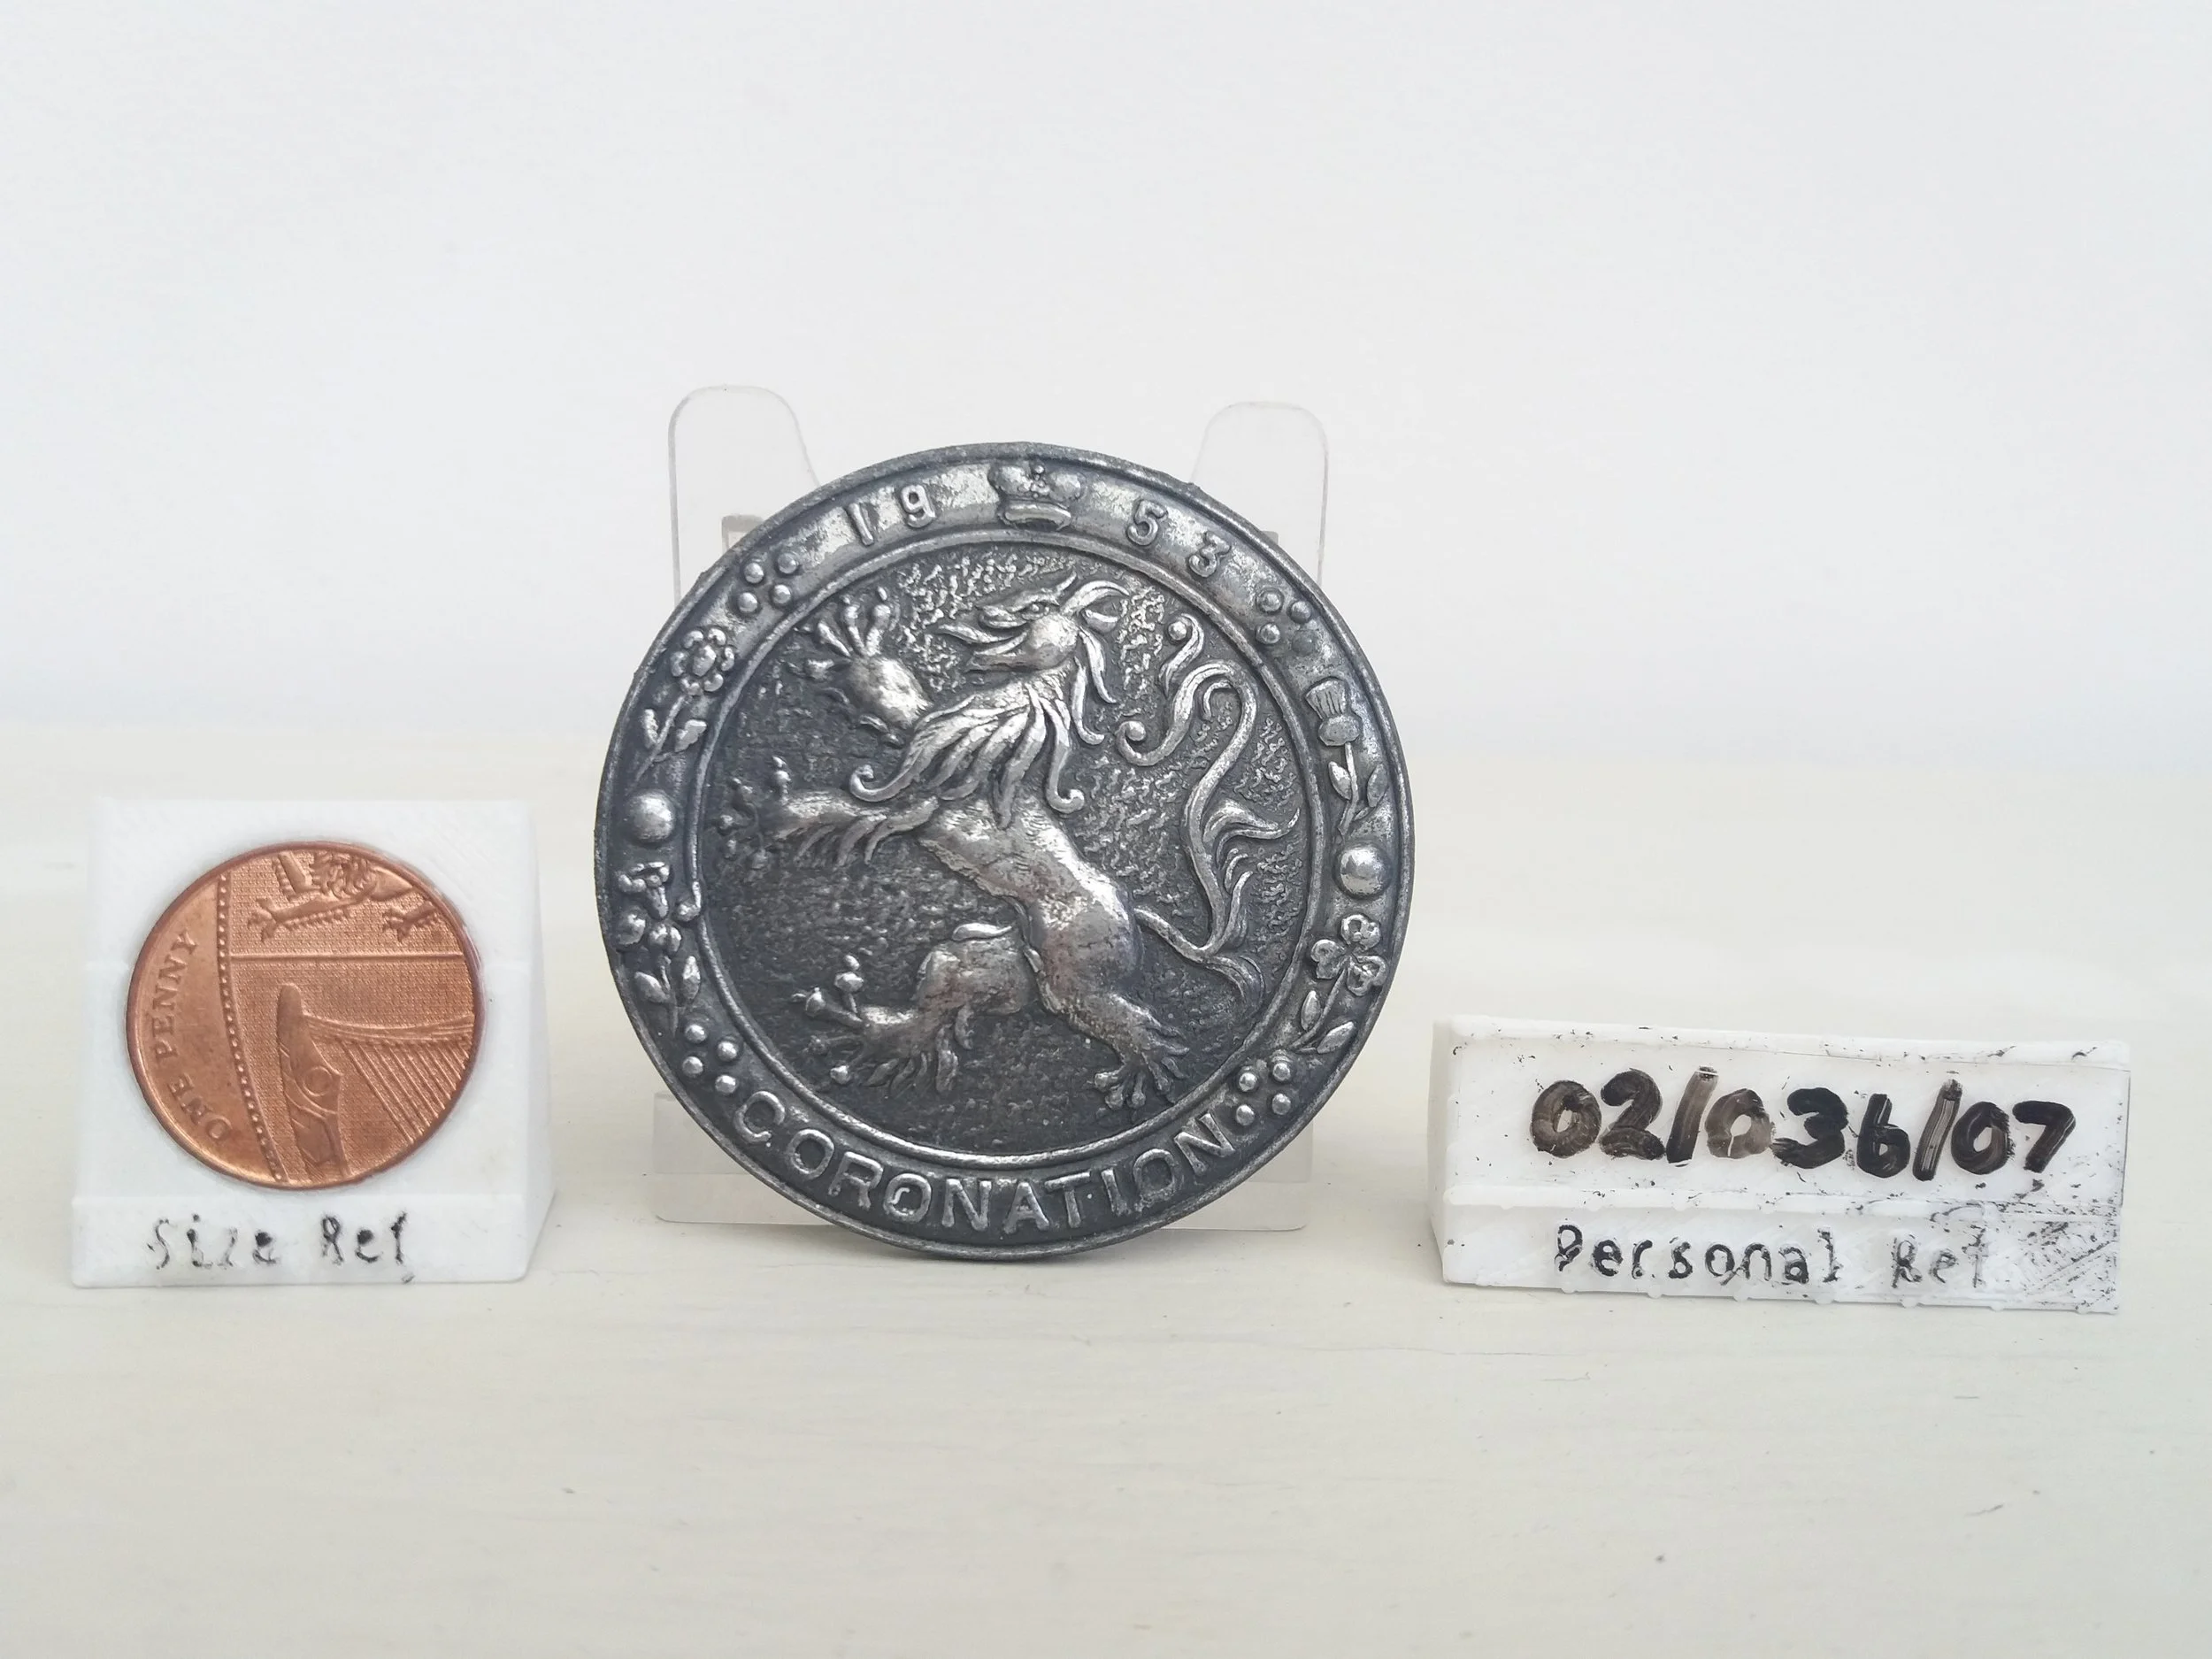 19 53
CORONATION
ONE PENNY
Size Ref
02/036/07
Personal Ref